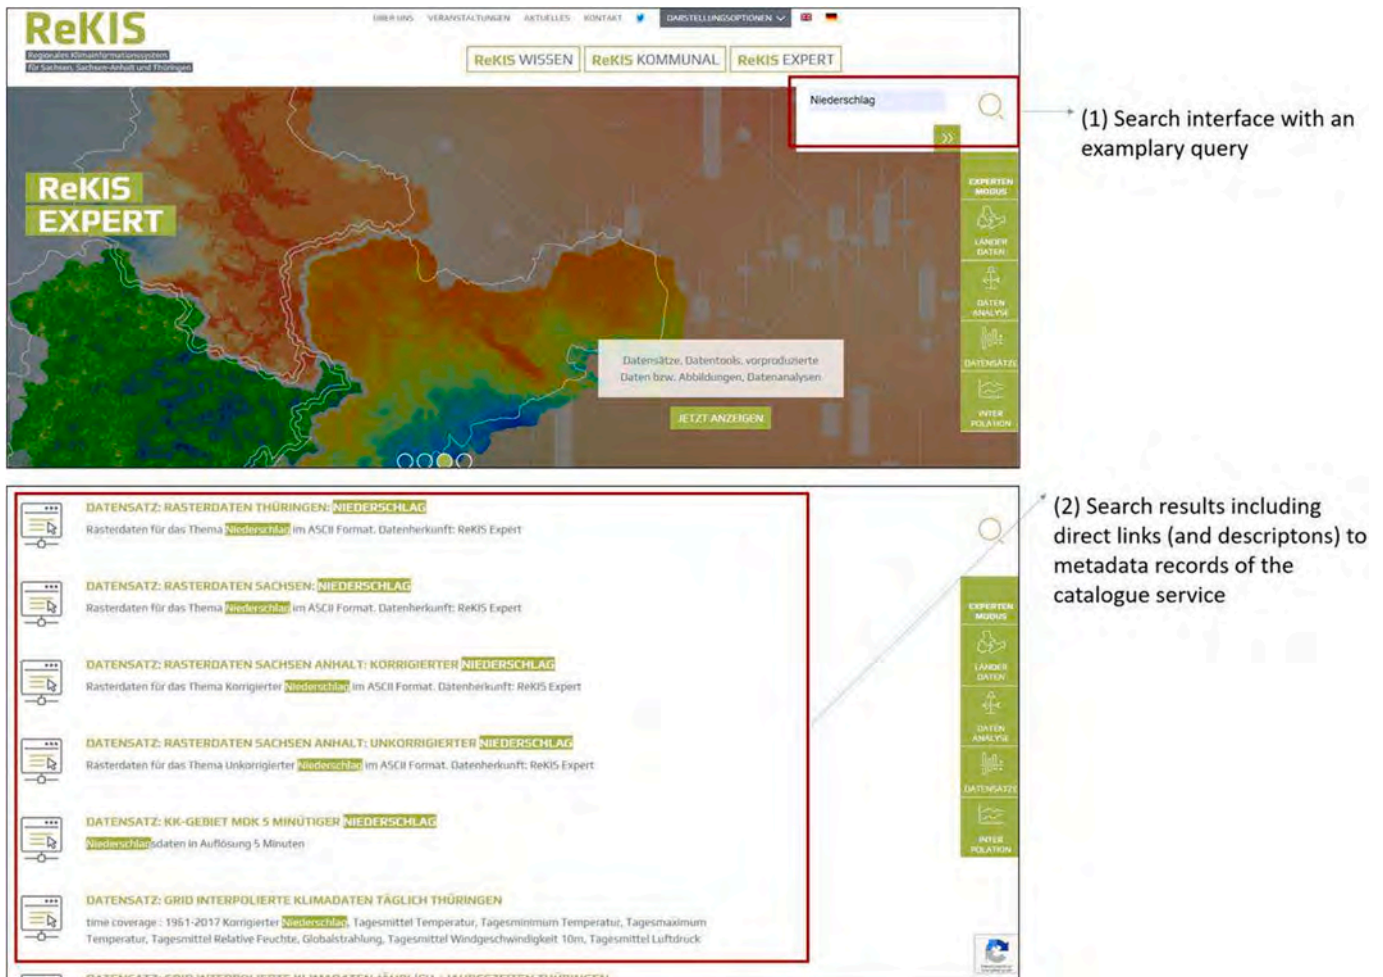 ReKIS
Regionales Klimainformationssystem
für Sachsen, Sachsen-Anhalt und Thüringen
ÜBER UNS VERANSTALTUNGEN AKTUELLES KONTAKT DARSTELLUNGSOPTIONEN
ReKIS WISSEN ReKIS KOMMUNAL ReKIS EXPERT
Niederschlag
»
(1) Search interface with an
examplary query
ReKIS
EXPERT
EXPERTEN
MODUS
LÄNDER
DATEN
DATEN
ANALYSE
DATENSÄTZE
INTER
POLATION
Datensätze, Datentools, vorproduzierte
Daten bzw. Abbildungen, Datenanalysen
JETZT ANZEIGEN
DATENSATZ: RASTERDATEN THÜRINGEN: NIEDERSCHLAG
Rasterdaten für das Thema Niederschlag im ASCII Format. Datenherkunft: ReKIS Expert
DATENSATZ: RASTERDATEN SACHSEN: NIEDERSCHLAG
Rasterdaten für das Thema Niederschlag im ASCII Format. Datenherkunft: ReKIS Expert
DATENSATZ: RASTERDATEN SACHSEN ANHALT: KORRIGIERTER NIEDERSCHLAG
Rasterdaten für das Thema Korrigierter Niederschlag im ASCII Format. Datenherkunft: ReKIS Expert
DATENSATZ: RASTERDATEN SACHSEN ANHALT: UNKORRIGIERTER NIEDERSCHLAG
Rasterdaten für das Thema Unkorrigierter Niederschlag im ASCII Format. Datenherkunft: ReKIS Expert
DATENSATZ: KK-GEBIET MDK 5 MINÜTIGER NIEDERSCHLAG
Niederschlagsdaten in Auflösung 5 Minuten
DATENSATZ: GRID INTERPOLIERTE KLIMADATEN TÄGLICH THÜRINGEN
time coverage : 1961-2017 Korrigierter Niederschlag, Tagesmittel Temperatur, Tagesminimum Temperatur, Tagesmaximum
Temperatur, Tagesmittel Relative Feuchte, Globalstrahlung, Tagesmittel Windgeschwindigkeit 10m, Tagesmittel Luftdruck
DATENSATZ: GRID INTERPOLIERTE KLIMADATEN JÄHRLICH + JAHRESZEITEN THÜRINGEN
EXPERTEN
MODUS
LÄNDER
DATEN
DATEN
ANALYSE
DATENSÄTZE
INTER
POLATION
(2) Search results including
direct links (and descriptons) to
metadata records of the
catalogue service